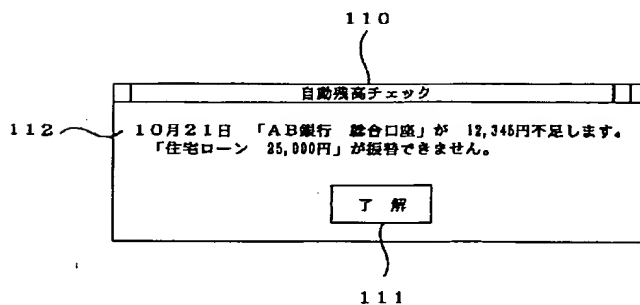 110
自動残高チェック
112
10月21日 「AB銀行 総合口座」が 12,345円不足します。
「住宅ローン 25,000円」が振替できません。
了 解
111